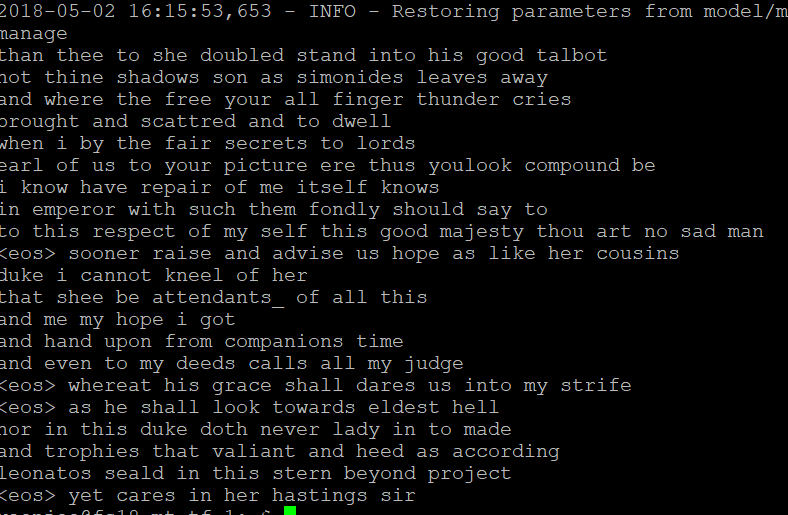 2018-05-02 16:15:53,653 - INFO - Restoring parameters from model/m
manage
than thee to she doubled stand into his good talbot
not thine shadows son as simonides leaves away
and where the free your all finger thunder cries
brought and scattred and to dwell
when i by the fair secrets to lords
earl of us to your picture ere thus youlook compound be
i know have repair of me itself knows
in emperor with such them fondly should say to
to this respect of my self this good majesty thou art no sad man
<eos> sooner raise and advise us hope as like her cousins
duke i cannot kneel of her
that shee be attendants_ of all this
and me my hope i got
and hand upon from companions time
and even to my deeds calls all my judge
<eos> whereat his grace shall dares us into my strife
<eos> as he shall look towards eldest hell
nor in this duke doth never lady in to made
and trophies that valiant and heed as according
leonatos seald in this stern beyond project
<eos> yet cares in her hastings sir